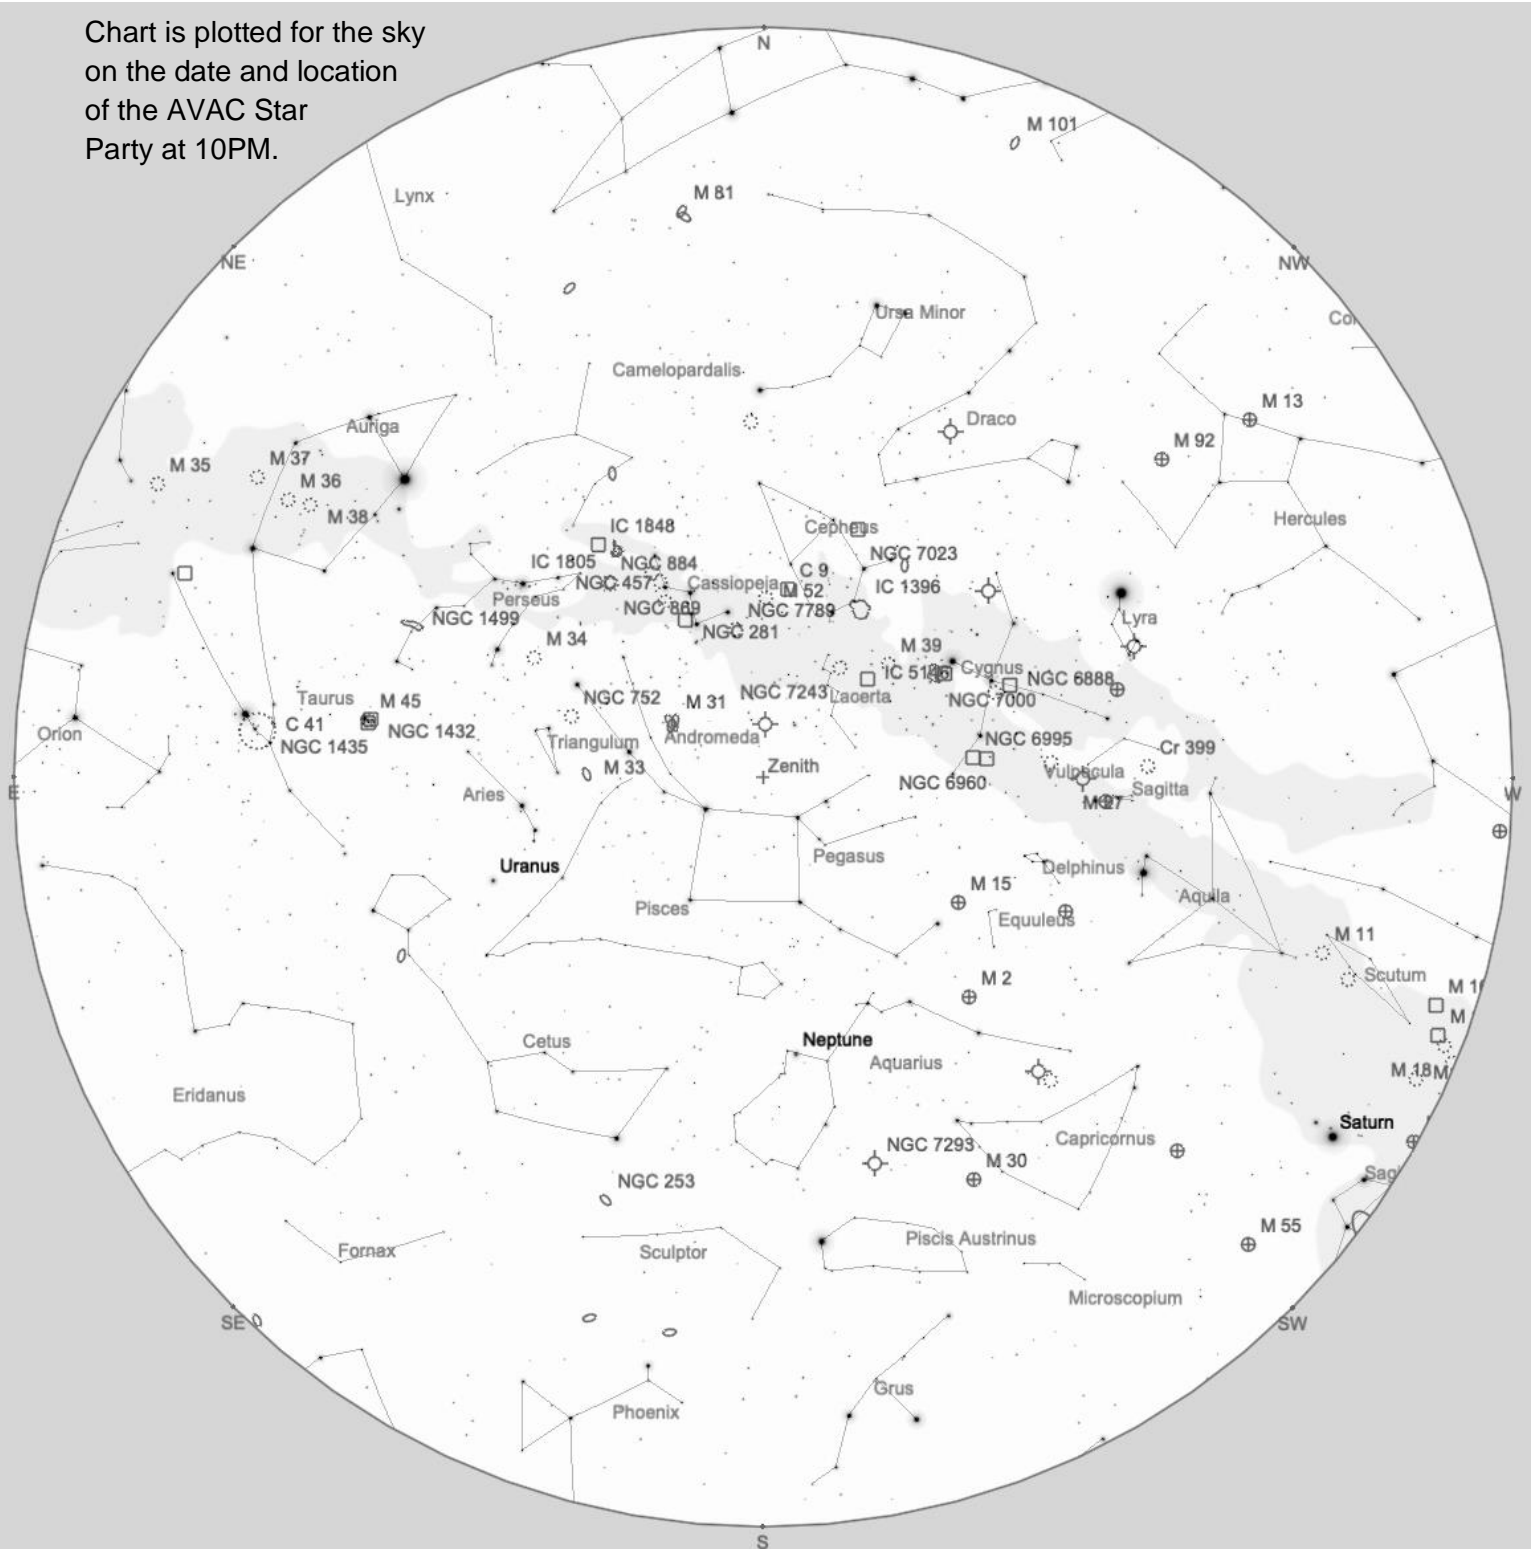 Chart is plotted for the sky
on the date and location
of the AVAC Star
Party at 10PM.
N
M 101
Lynx
M 81
NE
NW
Ursa Minor
Camelopardalis
M 13
Draco
Auriga
M 92
M 37
M 35
M 36
M 38
Hercules
IC 1848
Cepheus
NGC 7023
IC 1805
NGC 884
C 9
NGC 457
Cassiopeia
M 52
IC 1396
Perseus
NGC 869
NGC 7789
NGC 1499
NGC 281
Lyra
M 34
M 39
IC 5146
Cygnus
NGC 6888
Taurus
M 45
NGC 752
M 31
NGC 7243
Lacerta
NGC 7000
C 41
NGC 1432
Orion
NGC 1435
Triangulum
Andromeda
NGC 6995
Cr 399
M 33
Zenith
Vulpecula
NGC 6960
Sagitta
E
Aries
M 27
W
Uranus
Pegasus
Delphinus
M 15
Aquila
Pisces
Equuleus
M 11
Scutum
M 2
M 16
M
Neptune
Cetus
Aquarius
M 18
M
Eridanus
Saturn
Capricornus
NGC 7293
M 30
NGC 253
Sag
M 55
Fornax
Sculptor
Piscis Austrinus
Microscopium
SE
SW
Grus
Phoenix
S